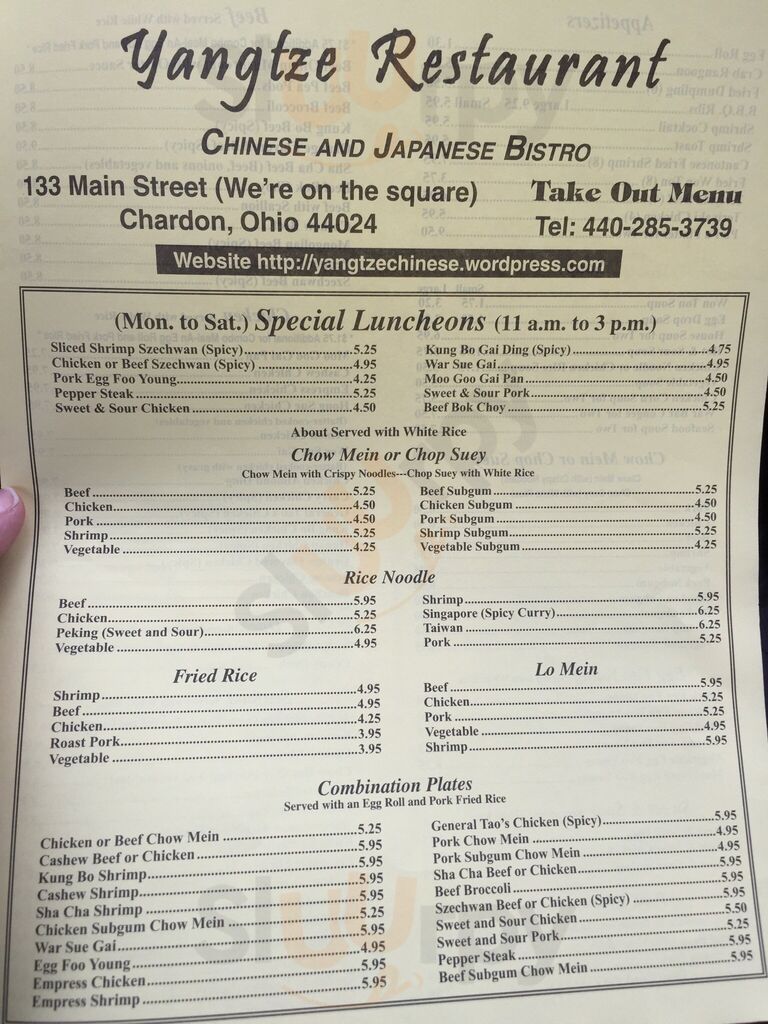 Yangtze Restaurant
CHINESE AND JAPANESE BISTRO
133 Main Street (We're on the square)
Chardon, Ohio 44024
Take Out Menu
Tel: 440-285-3739
Website http://yangtzechinese.wordpress.com
(Mon. to Sat.) Special Luncheons (11 a.m. to 3 p.m.)
Sliced Shrimp Szechwan (Spicy) 5.25
Chicken or Beef Szechwan (Spicy) 4.95
Pork Egg Foo Young 4.25
Pepper Steak 5.25
Sweet & Sour Chicken 4.50
Kung Bo Gai Ding (Spicy) 4.75
War Sue Gai 4.95
Moo Goo Gai Pan 4.50
Sweet & Sour Pork 4.50
Beef Bok Choy 5.25
About Served with White Rice
Chow Mein or Chop Suey
Chow Mein with Crispy Noodles---Chop Suey with White Rice
Beef 5.25
Chicken 4.50
Pork 4.50
Shrimp 5.25
Vegetable 4.25
Beef Subgum 5.25
Chicken Subgum 4.50
Pork Subgum 4.50
Shrimp Subgum 5.25
Vegetable Subgum 4.25
Rice Noodle
Beef 5.95
Chicken 5.25
Peking (Sweet and Sour) 6.25
Vegetable 4.95
Shrimp 5.95
Singapore (Spicy Curry) 6.25
Taiwan 6.25
Pork 5.25
Fried Rice
Shrimp 4.95
Beef 4.95
Chicken 4.25
Roast Pork 3.95
Vegetable 3.95
Lo Mein
Beef 5.95
Chicken 5.25
Pork 5.25
Vegetable 4.95
Shrimp 5.95
Combination Plates
Served with an Egg Roll and Pork Fried Rice
Chicken or Beef Chow Mein 5.25
Cashew Beef or Chicken 5.95
Kung Bo Shrimp 5.95
Cashew Shrimp 5.95
Sha Cha Shrimp 5.95
Chicken Subgum Chow Mein 5.25
War Sue Gai 5.95
Egg Foo Young 4.95
Empress Chicken 5.95
Empress Shrimp 5.95
General Tao's Chicken (Spicy) 5.95
Pork Chow Mein 4.95
Pork Subgum Chow Mein 4.95
Sha Cha Beef or Chicken 5.95
Beef Broccoli 5.95
Szechwan Beef or Chicken (Spicy) 5.95
Sweet and Sour Chicken 5.50
Sweet and Sour Pork 5.25
Pepper Steak 5.95
Beef Subgum Chow Mein 5.95